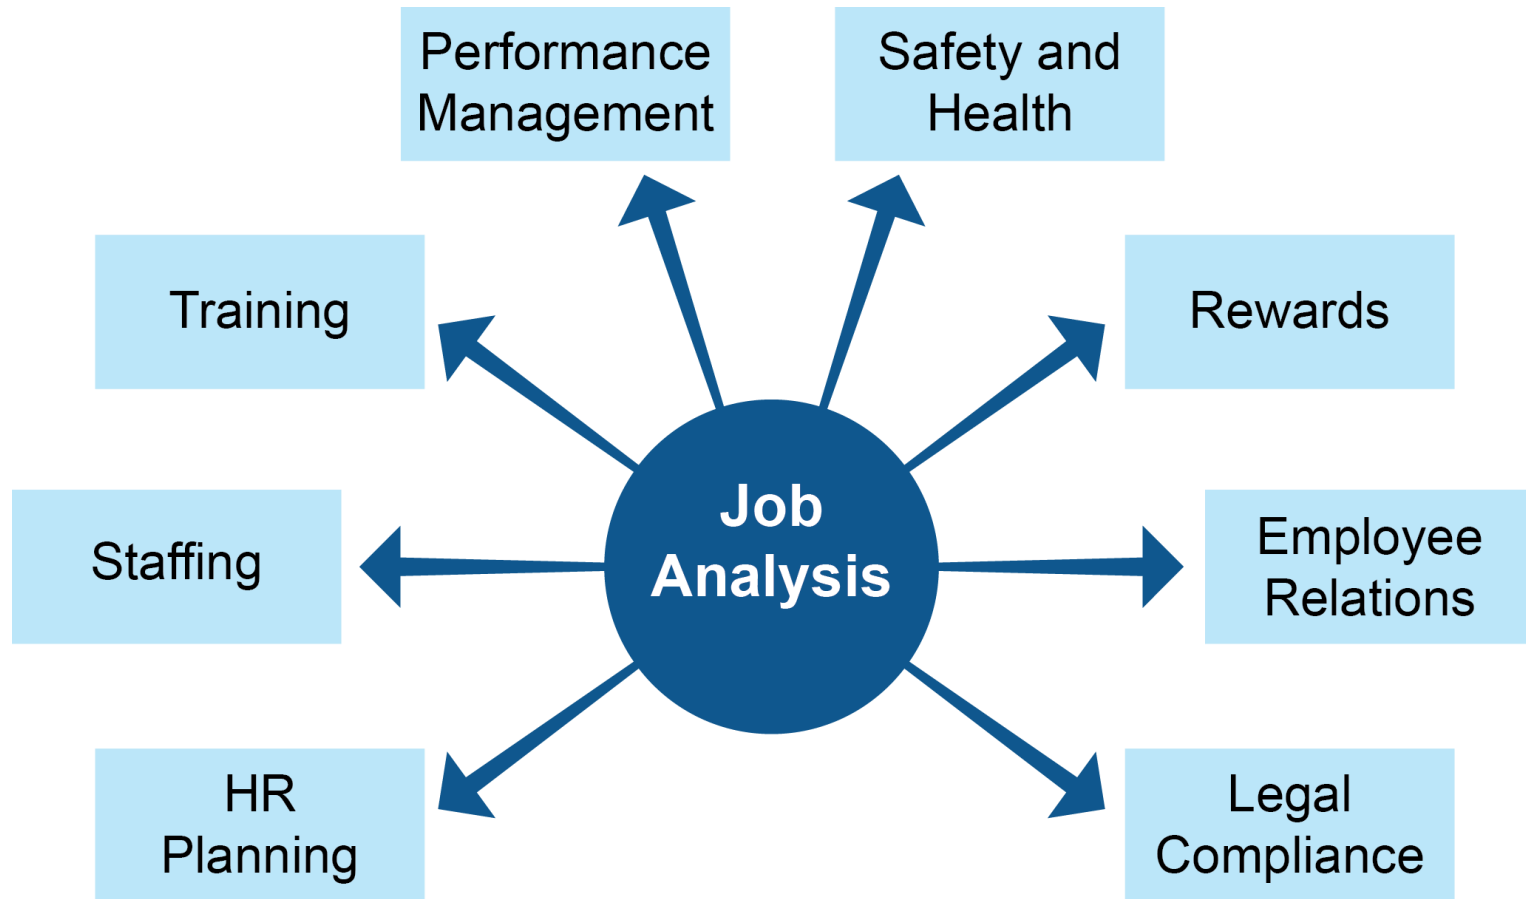 Performance
Management
Safety and
Health
Training
Rewards
Job
Analysis
Staffing
Employee
Relations
HR
Planning
Legal
Compliance